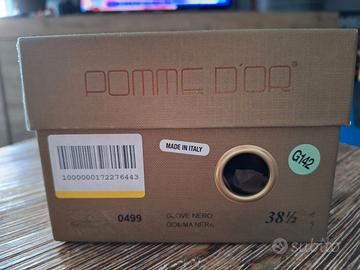 POMME D'OR®
MADE IN ITALY
G142
1000000172276443
0499
GLOVE NERO
GOMMA NERA
38½
subito